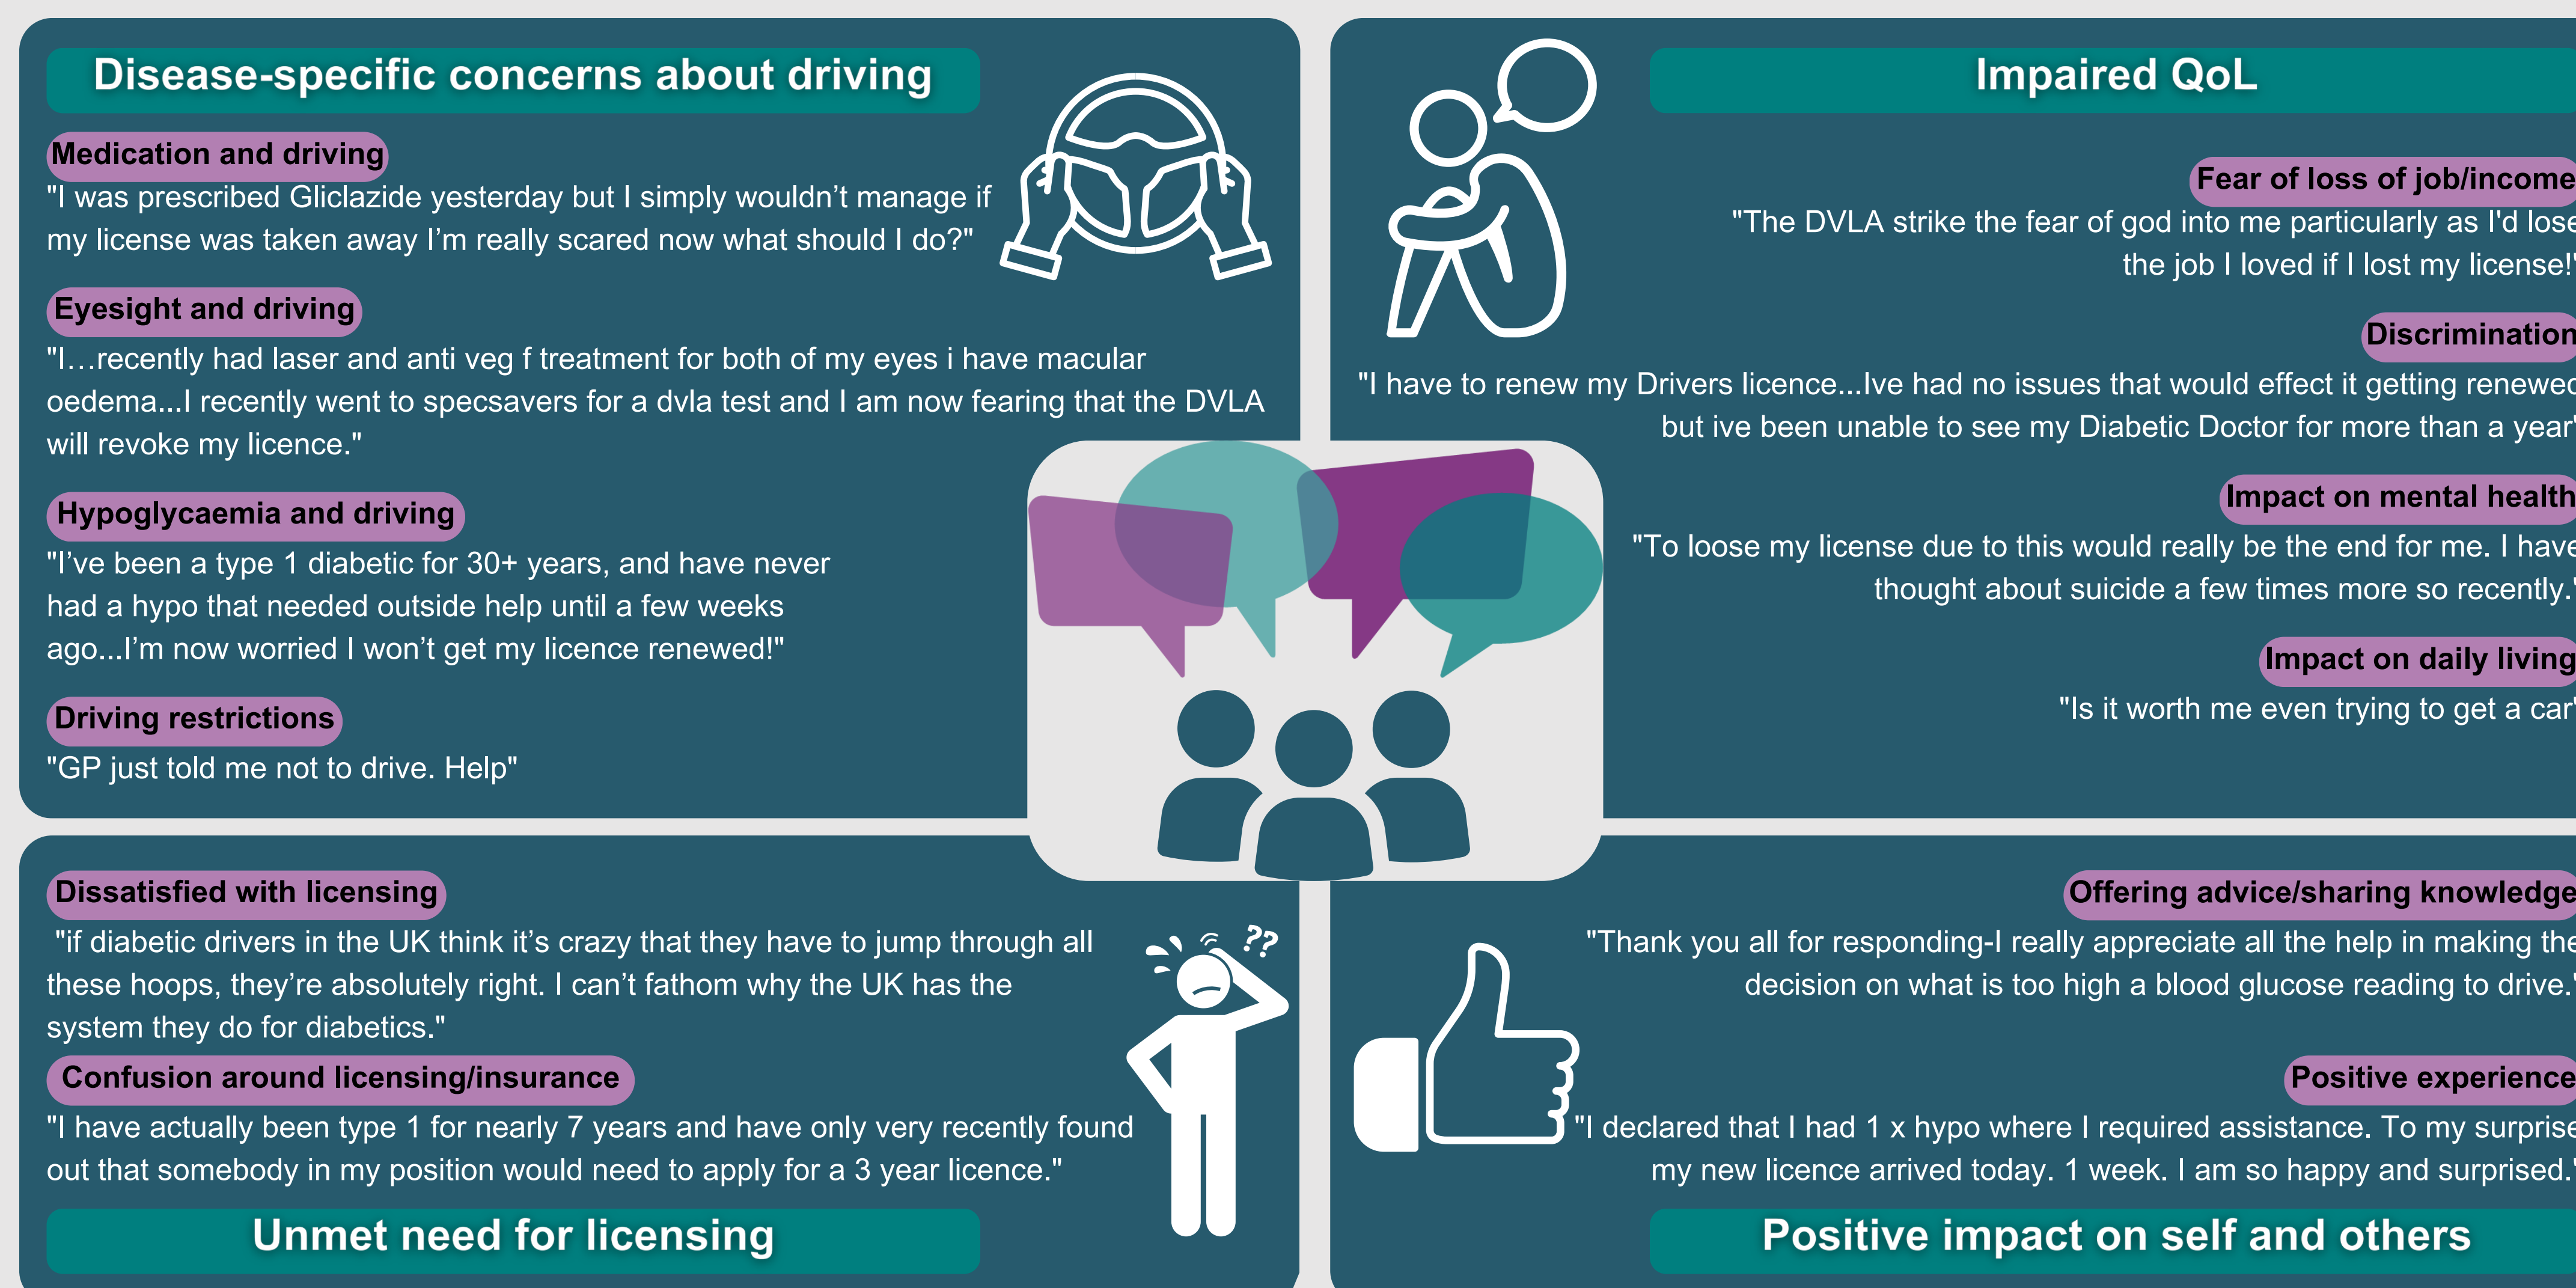 Disease-specific concerns about driving
Medication and driving
"I was prescribed Gliclazide yesterday but I simply wouldn’t manage if
my license was taken away I’m really scared now what should I do?"
Eyesight and driving
"I…recently had laser and anti veg f treatment for both of my eyes i have macular
oedema...I recently went to specsavers for a dvla test and I am now fearing that the DVLA
will revoke my licence."
Hypoglycaemia and driving
"I’ve been a type 1 diabetic for 30+ years, and have never
had a hypo that needed outside help until a few weeks
ago...I’m now worried I won’t get my licence renewed!"
Driving restrictions
"GP just told me not to drive. Help"
Impaired QoL
Fear of loss of job/income
"The DVLA strike the fear of god into me particularly as I'd lose
the job I loved if I lost my license!"
Discrimination
"I have to renew my Drivers licence...Ive had no issues that would effect it getting renewed
but ive been unable to see my Diabetic Doctor for more than a year"
Impact on mental health
"To loose my license due to this would really be the end for me. I have
thought about suicide a few times more so recently."
Impact on daily living
"Is it worth me even trying to get a car"
Dissatisfied with licensing
"if diabetic drivers in the UK think it’s crazy that they have to jump through all
these hoops, they’re absolutely right. I can’t fathom why the UK has the
system they do for diabetics."
Confusion around licensing/insurance
"I have actually been type 1 for nearly 7 years and have only very recently found
out that somebody in my position would need to apply for a 3 year licence."
Unmet need for licensing
??
Offering advice/sharing knowledge
"Thank you all for responding-I really appreciate all the help in making the
decision on what is too high a blood glucose reading to drive."
Positive experience
"I declared that I had 1 x hypo where I required assistance. To my surprise
my new licence arrived today. 1 week. I am so happy and surprised."
Positive impact on self and others